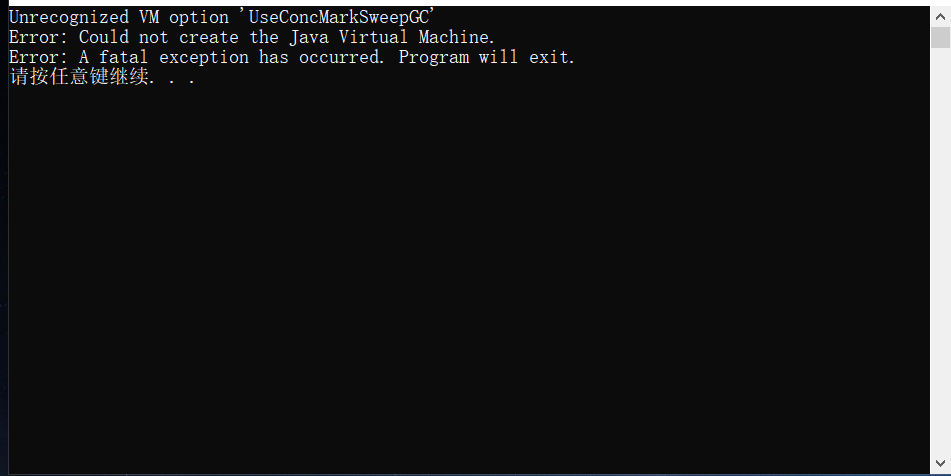 Unrecognized VM option 'UseConcMarkSweepGC'
Error: Could not create the Java Virtual Machine.
Error: A fatal exception has occurred. Program will exit.
请按任意键继续. . .